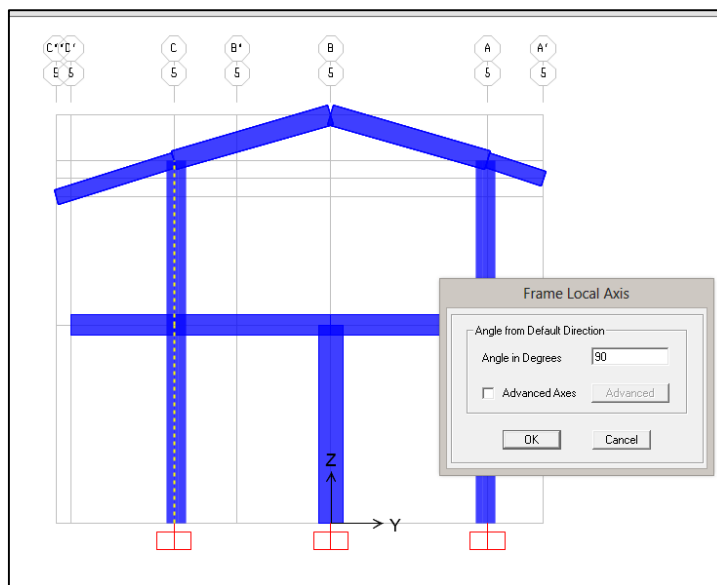 C'' C' C B' B A A'
5 5 5 5 5 5 5
Frame Local Axis
Angle from Default Direction
Angle in Degrees 90
Advanced Axes Advanced
OK Cancel
Z
Y